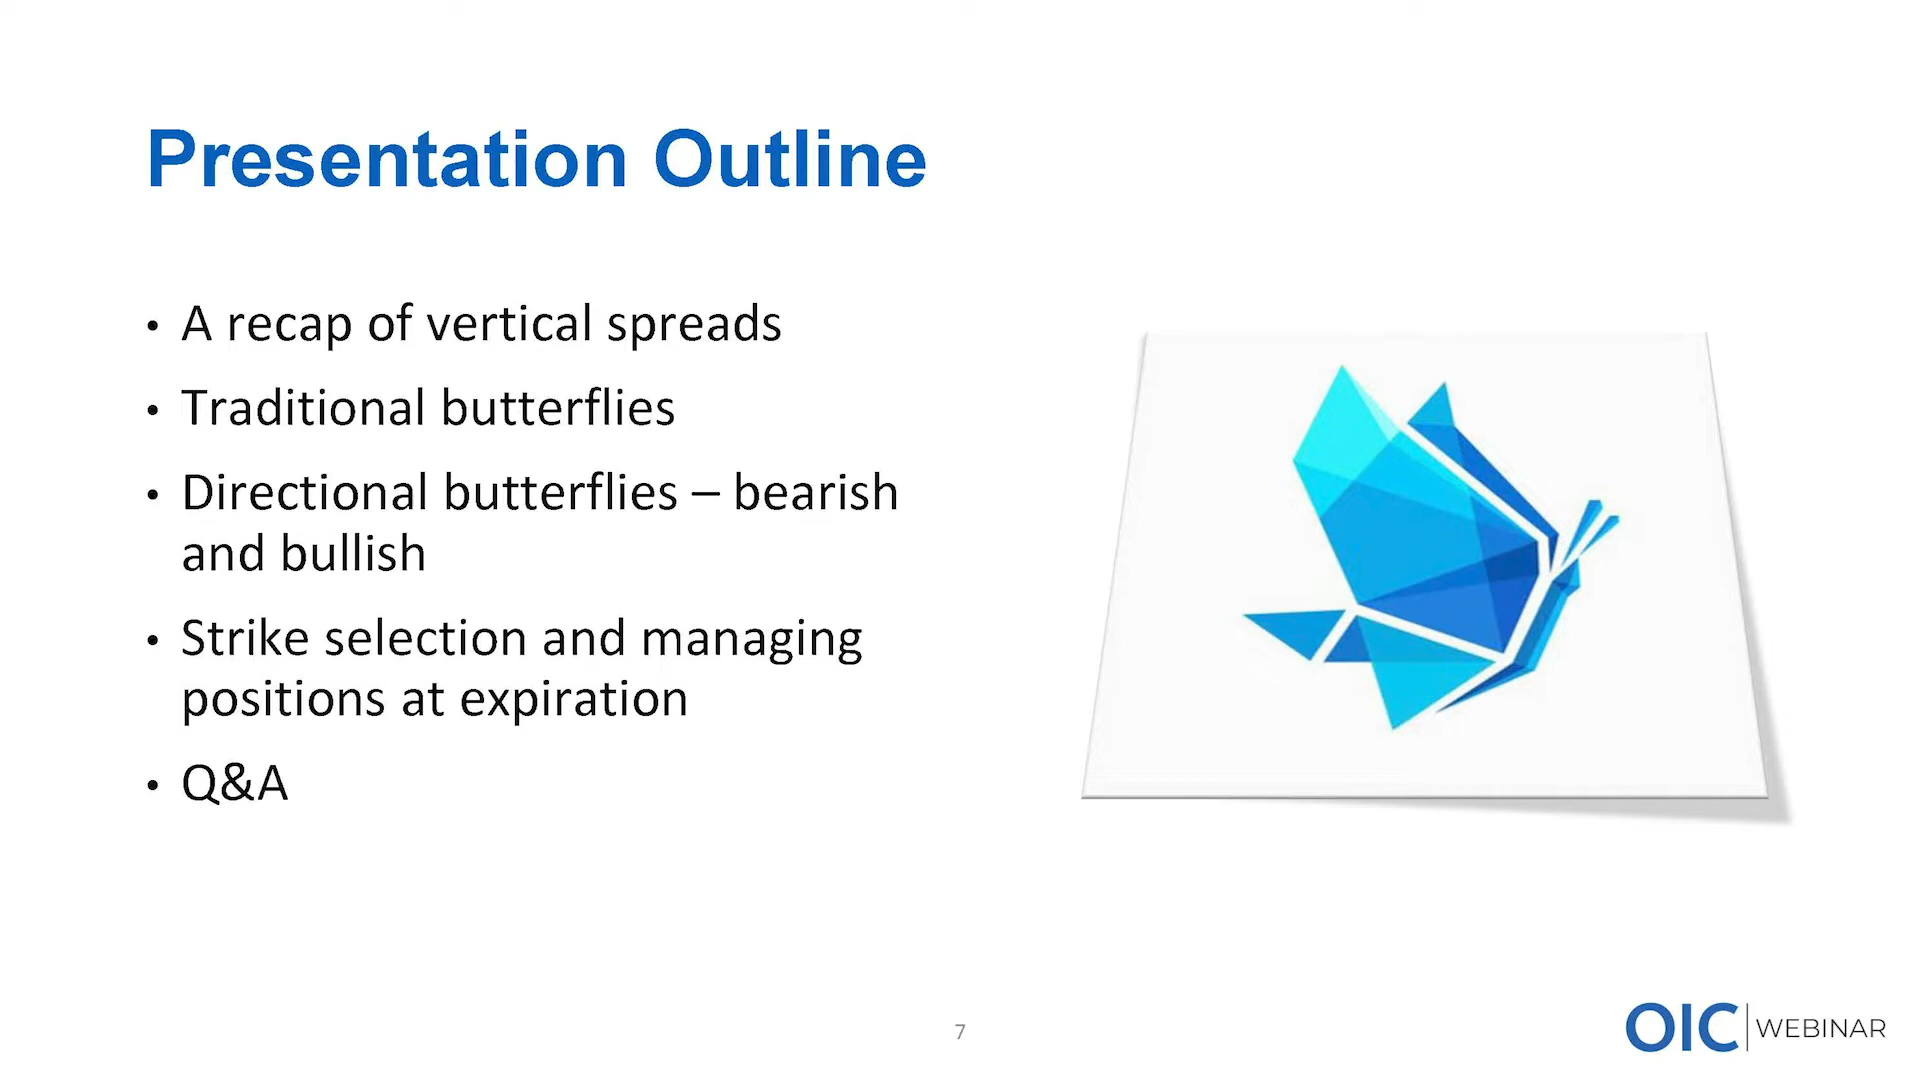 Presentation Outline
• A recap of vertical spreads
• Traditional butterflies
• Directional butterflies – bearish
and bullish
• Strike selection and managing
positions at expiration
• Q&A
7
OIC|WEBINAR